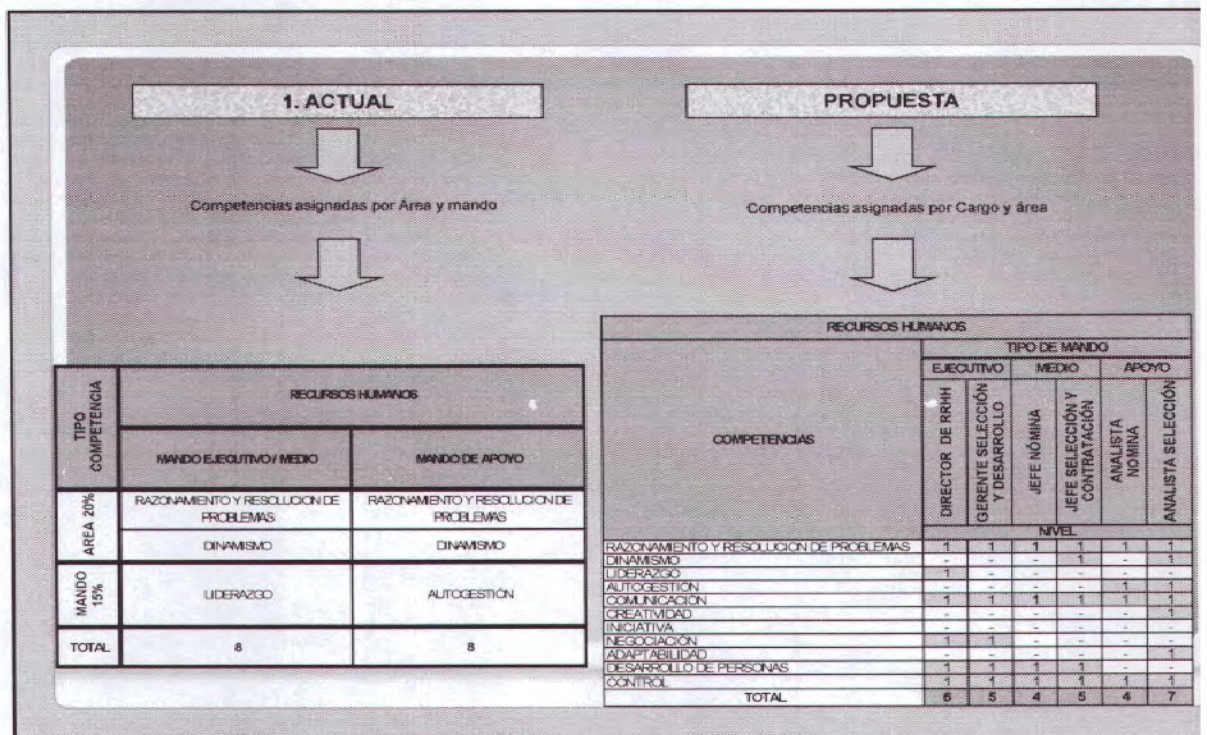 1. ACTUAL
Competencias asignadas por Area y mando
TIPO COMPETENCIA
RECURSOS HUMANOS
MANDO EJECUTIVO / MEDIO MANDO DE APOYO
AREA 20%
RAZONAMIENTO Y RESOLUCION DE PROBLEMAS RAZONAMIENTO Y RESOLUCION DE PROBLEMAS
DINAMISMO DINAMISMO
MANDO 15%
LIDERAZGO AUTOGESTIÓN
TOTAL 8 8
PROPUESTA
Competencias asignadas por Cargo y área
RECURSOS HUMANOS
COMPETENCIAS
TIPO DE MANDO
EJECUTIVO MEDIO APOYO
DIRECTOR DE RRHH
GERENTE SELECCIÓN Y DESARROLLO
JEFE NÓMINA
JEFE SELECCIÓN Y CONTRATACIÓN
ANALISTA NOMINA
ANALISTA SELECCIÓN
NIVEL
RAZONAMIENTO Y RESOLUCION DE PROBLEMAS 1 1 1 1 1 1
DINAMISMO - - - 1 - 1
LIDERAZGO 1 - - - - -
AUTOGESTIÓN - - - - 1 1
COMUNICACIÓN 1 1 1 1 1 1
CREATIVIDAD - - - - - 1
INICIATIVA - - - - - -
NEGOCIACIÓN 1 1 - - - -
ADAPTABILIDAD - - - - - 1
DESARROLLO DE PERSONAS 1 1 1 1 - -
CONTROL 1 1 1 1 1 1
TOTAL 6 5 4 5 4 7